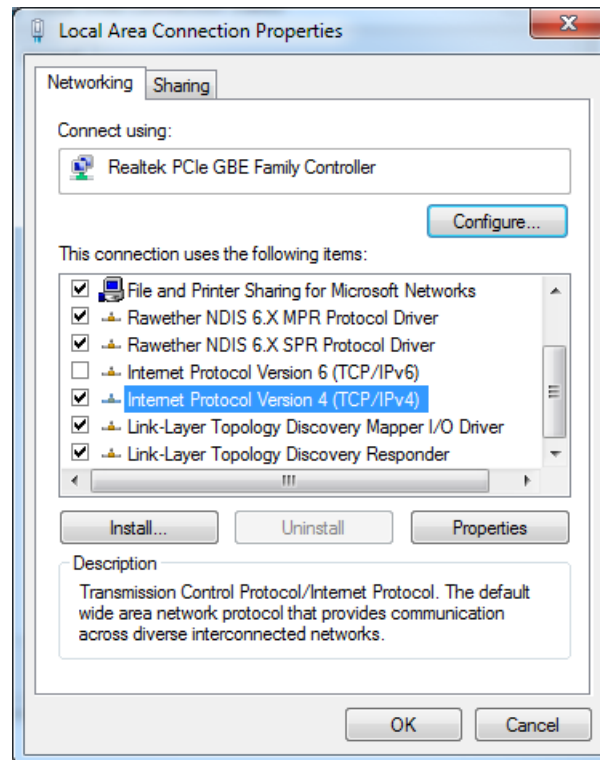 Local Area Connection Properties
Networking
Sharing
Connect using:
Realtek PCIe GBE Family Controller
Configure...
This connection uses the following items:
File and Printer Sharing for Microsoft Networks
Rawether NDIS 6.X MPR Protocol Driver
Rawether NDIS 6.X SPR Protocol Driver
Internet Protocol Version 6 (TCP/IPv6)
Internet Protocol Version 4 (TCP/IPv4)
Link-Layer Topology Discovery Mapper I/O Driver
Link-Layer Topology Discovery Responder
Install...
Uninstall
Properties
Description
Transmission Control Protocol/Internet Protocol. The default
wide area network protocol that provides communication
across diverse interconnected networks.
OK
Cancel